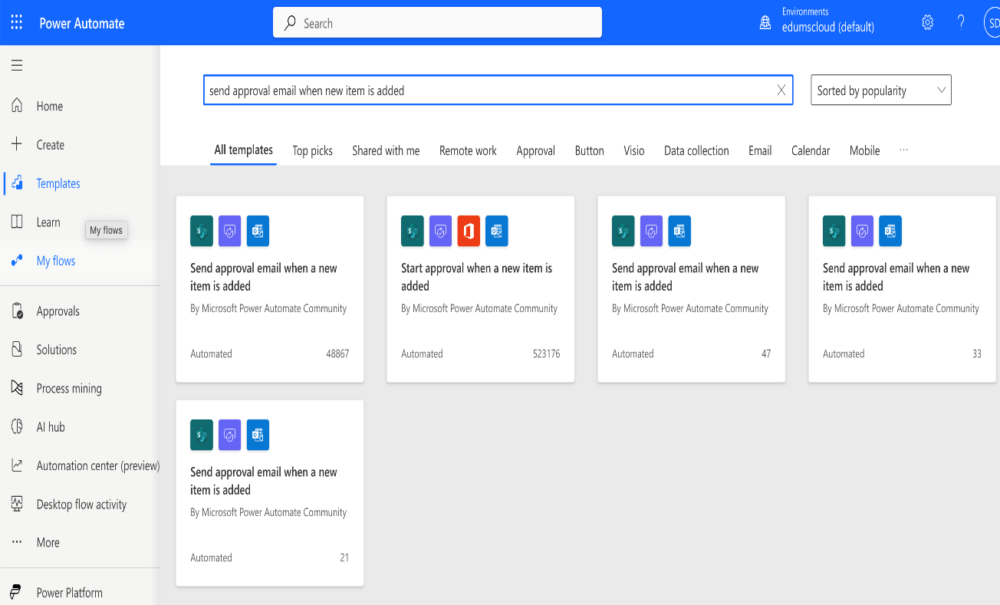 Power Automate
Search
Environments
edumscloud (default)
?
SD
send approval email when new item is added
Sorted by popularity
Home
Create
Templates
Learn
My flows
My flows
Approvals
Solutions
Process mining
AI hub
Automation center (preview)
Desktop flow activity
More
Power Platform
All templates
Top picks
Shared with me
Remote work
Approval
Button
Visio
Data collection
Email
Calendar
Mobile
...
Send approval email when a new
item is added
By Microsoft Power Automate Community
Automated
48867
Start approval when a new item is
added
By Microsoft Power Automate Community
Automated
523176
Send approval email when a new
item is added
By Microsoft Power Automate Community
Automated
47
Send approval email when a new
item is added
By Microsoft Power Automate Community
Automated
33
Send approval email when a new
item is added
By Microsoft Power Automate Community
Automated
21